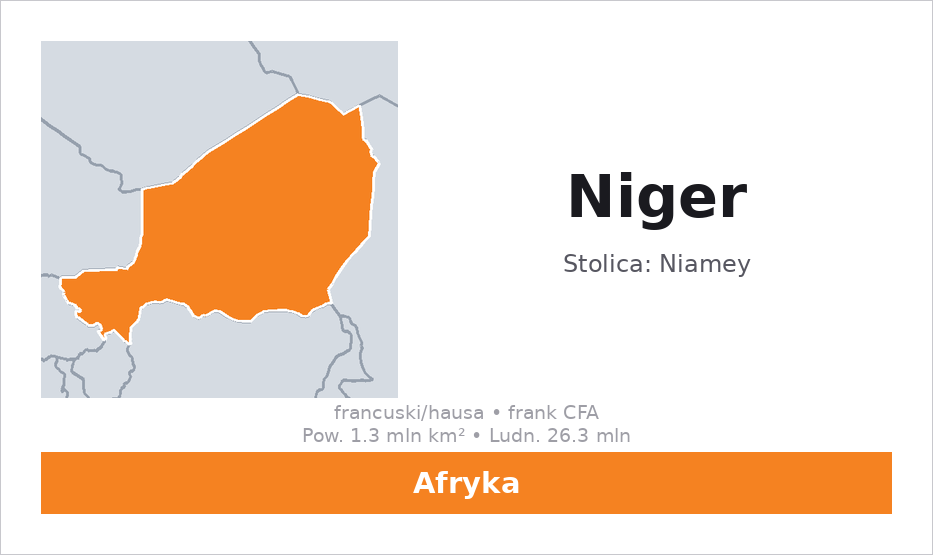 Niger
Stolica: Niamey
francuski/hausa • frank CFA
Pow. 1.3 mln km² • Ludn. 26.3 mln
Afryka